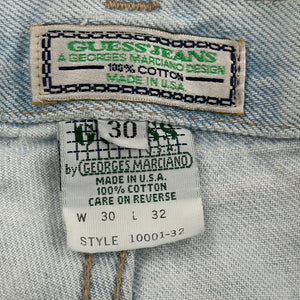 GUESS JEANS
A GEORGES MARCIANO DESIGN
100% COTTON
MADE IN U.S.A.
30
by GEORGES MARCIANO
MADE IN U.S.A.
100% COTTON
CARE ON REVERSE
W 30 L 32
STYLE 10001-32